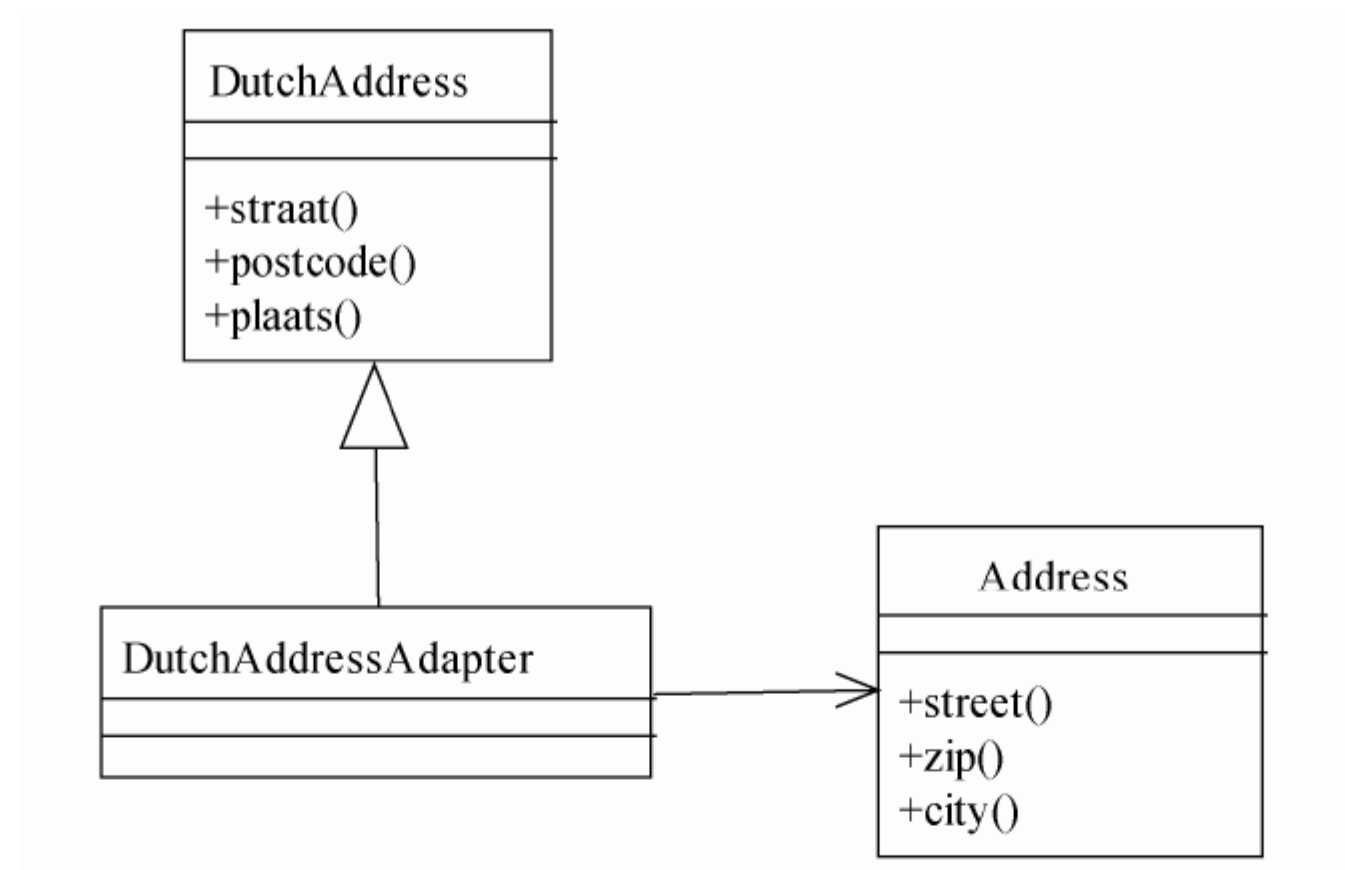 DutchAddress
+straat()
+postcode()
+plaats()
DutchAddressAdapter
Address
+street()
+zip()
+city()